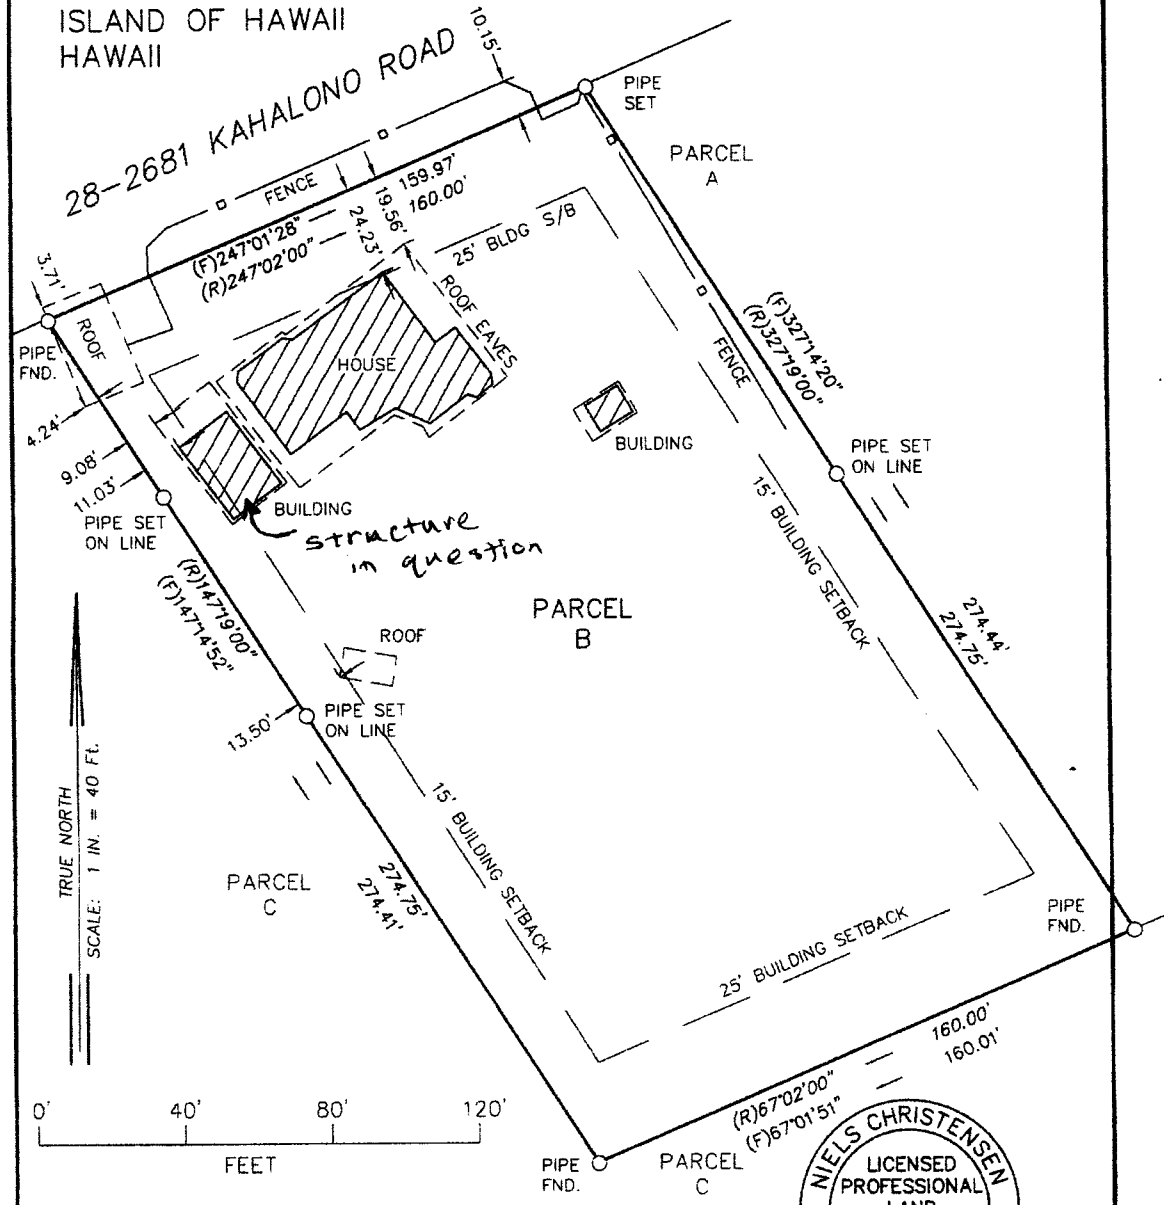 ISLAND OF HAWAII
HAWAII
28-2681 KAHALONO ROAD
10.15'
PIPE
SET
PARCEL
A
FENCE
159.97'
160.00'
19.56'
24.23'
(F)247°01'28"
(R)247°02'00"
25' BLDG S/B
3.71'
ROOF
PIPE
FND.
ROOF EAVES
HOUSE
(F)327°14'20"
(R)327°19'00"
FENCE
4.24'
9.08'
11.03'
BUILDING
PIPE SET
ON LINE
BUILDING
PIPE SET
ON LINE
structure
in question
15' BUILDING SETBACK
(R)147°19'00"
(F)147°14'52"
PARCEL
B
274.44'
274.75'
ROOF
PIPE SET
ON LINE
13.50'
TRUE NORTH
SCALE: 1 IN. = 40 Ft.
15' BUILDING SETBACK
PARCEL
C
274.75'
274.41'
PIPE
FND.
25' BUILDING SETBACK
160.00'
160.01'
(R)67°02'00"
(F)67°01'51"
0' 40' 80' 120'
FEET
PIPE
FND.
PARCEL
C
NIELS CHRISTENSEN
LICENSED
PROFESSIONAL
LAND